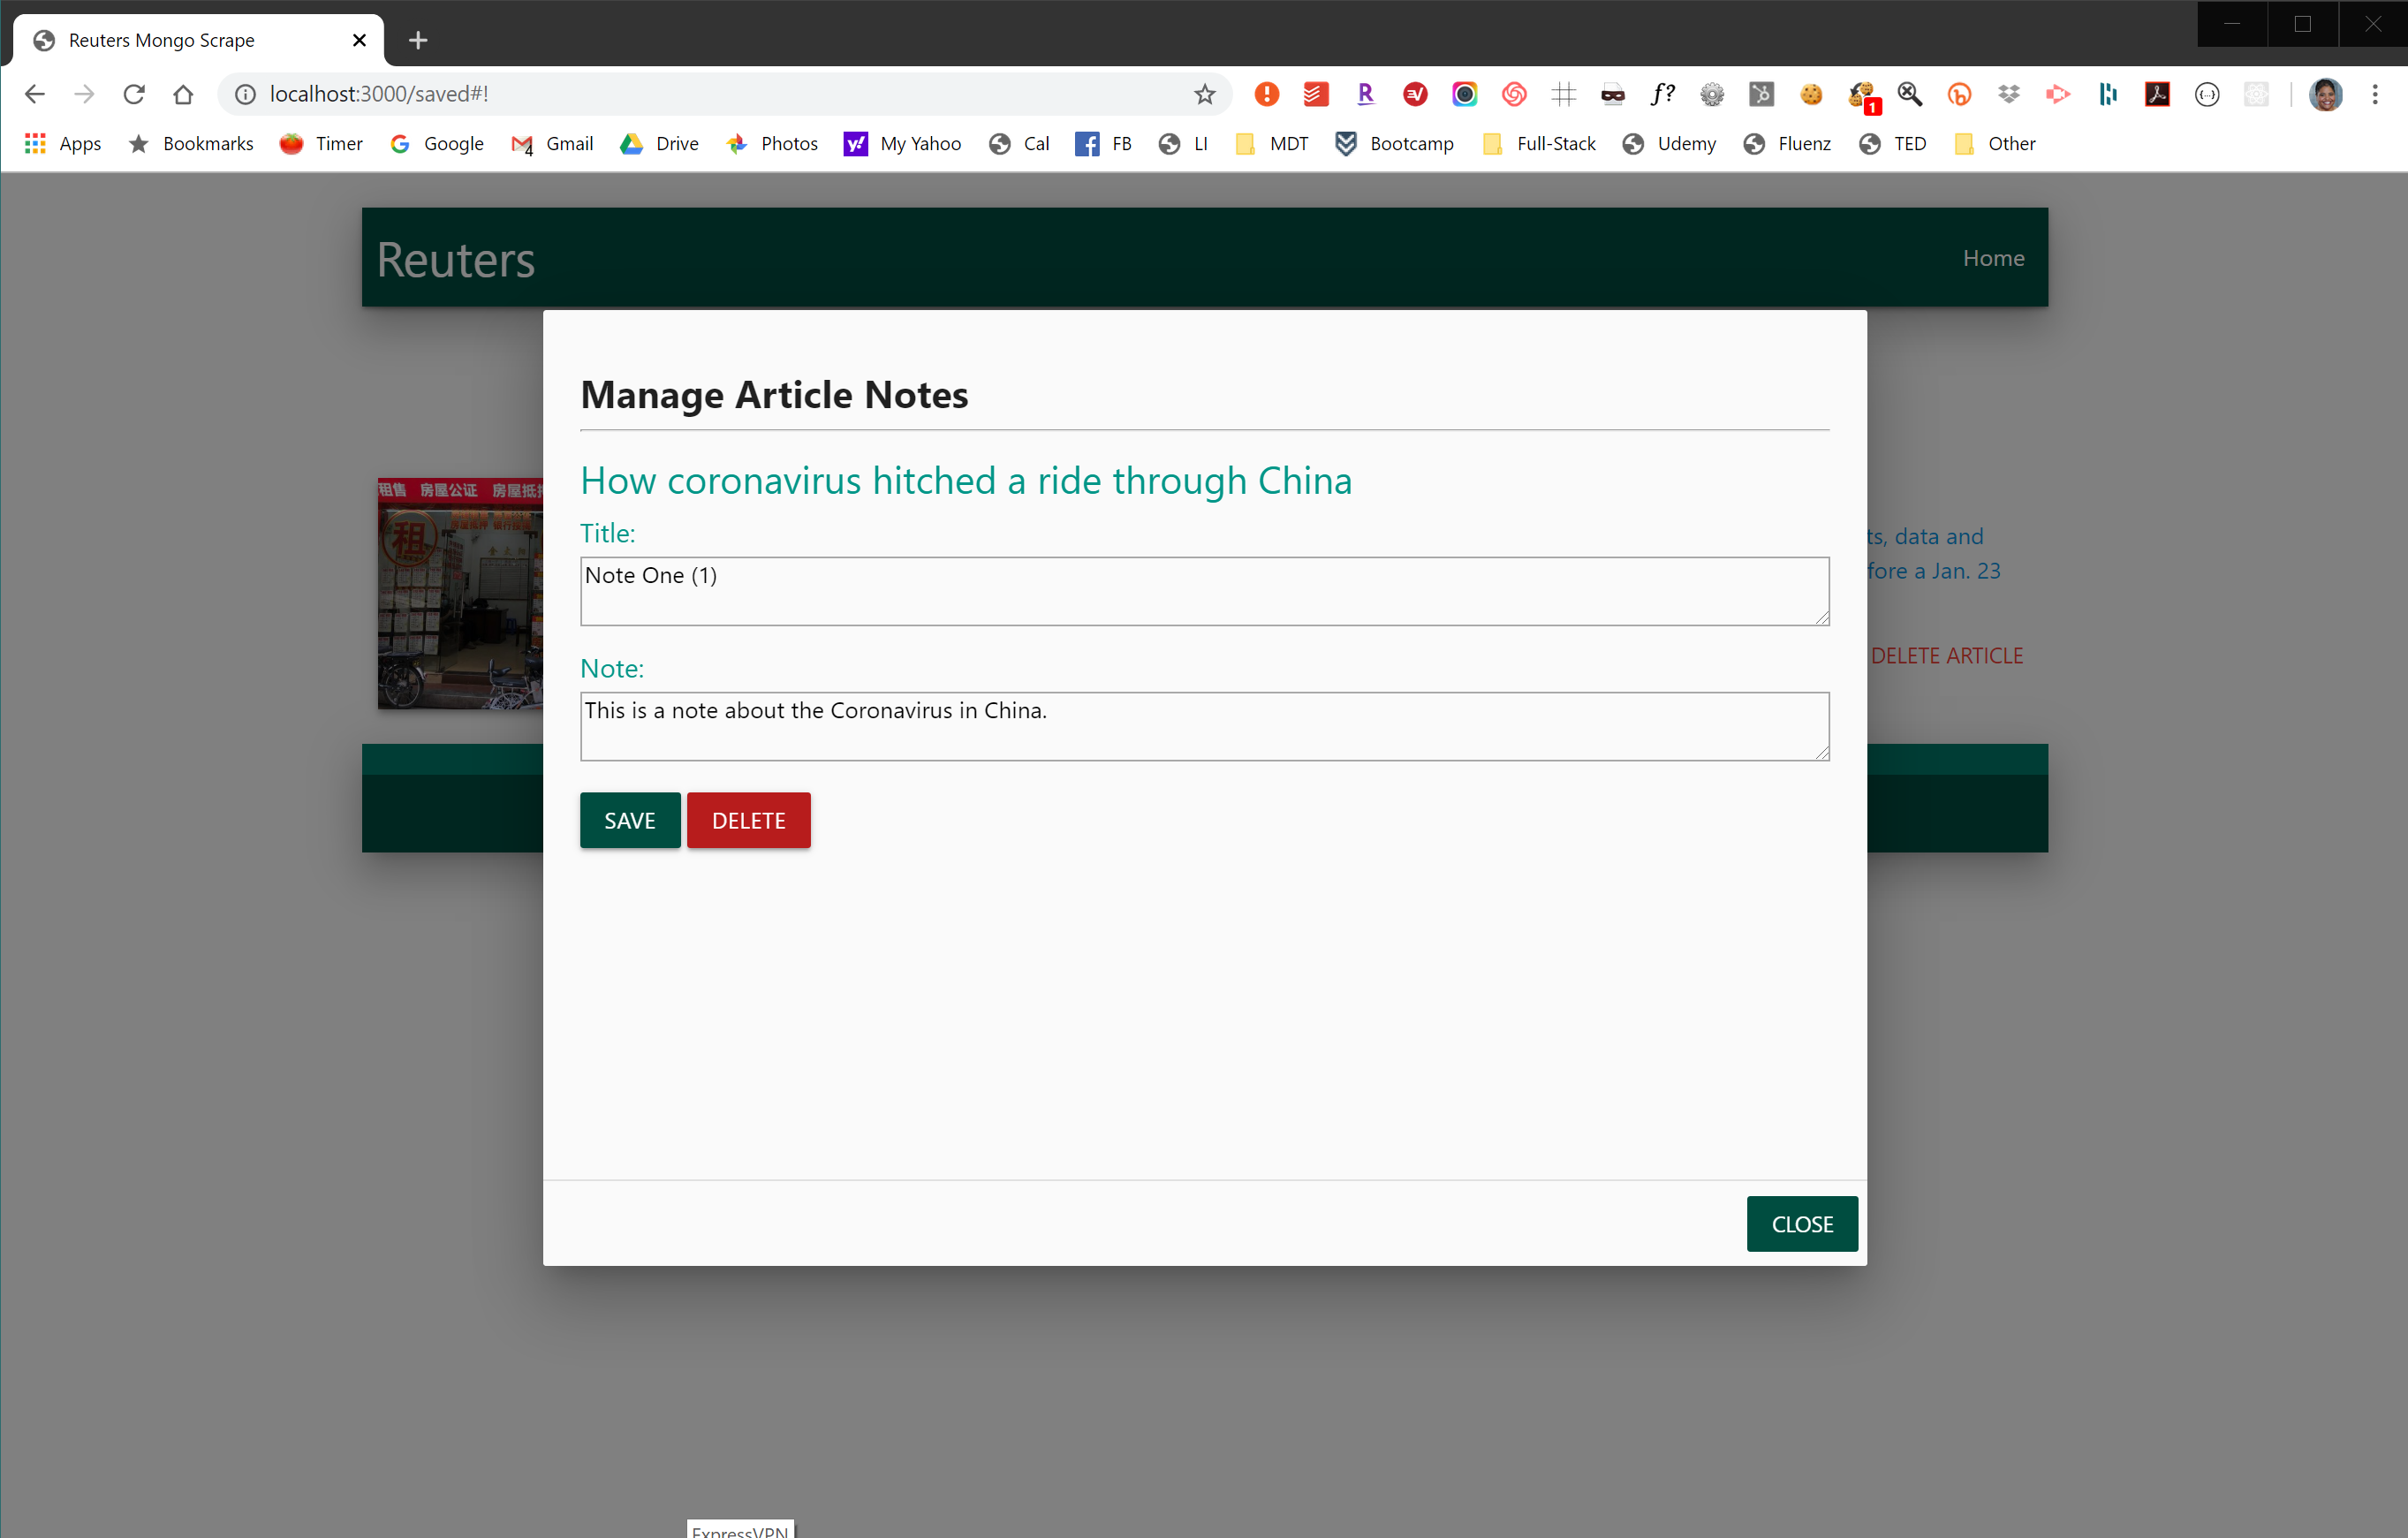 Reuters Mongo Scrape
localhost:3000/saved#!
f?
1
Apps Bookmarks Timer Google 4 Gmail Drive Photos y! My Yahoo Cal FB LI MDT Bootcamp Full-Stack Udemy Fluenz TED Other
Reuters
Home
Manage Article Notes
How coronavirus hitched a ride through China
Title:
Note One (1)
Note:
This is a note about the Coronavirus in China.
SAVE DELETE
CLOSE
租售 房屋公证 房屋抵
租
ts, data and
fore a Jan. 23
DELETE ARTICLE
ExpressVPN